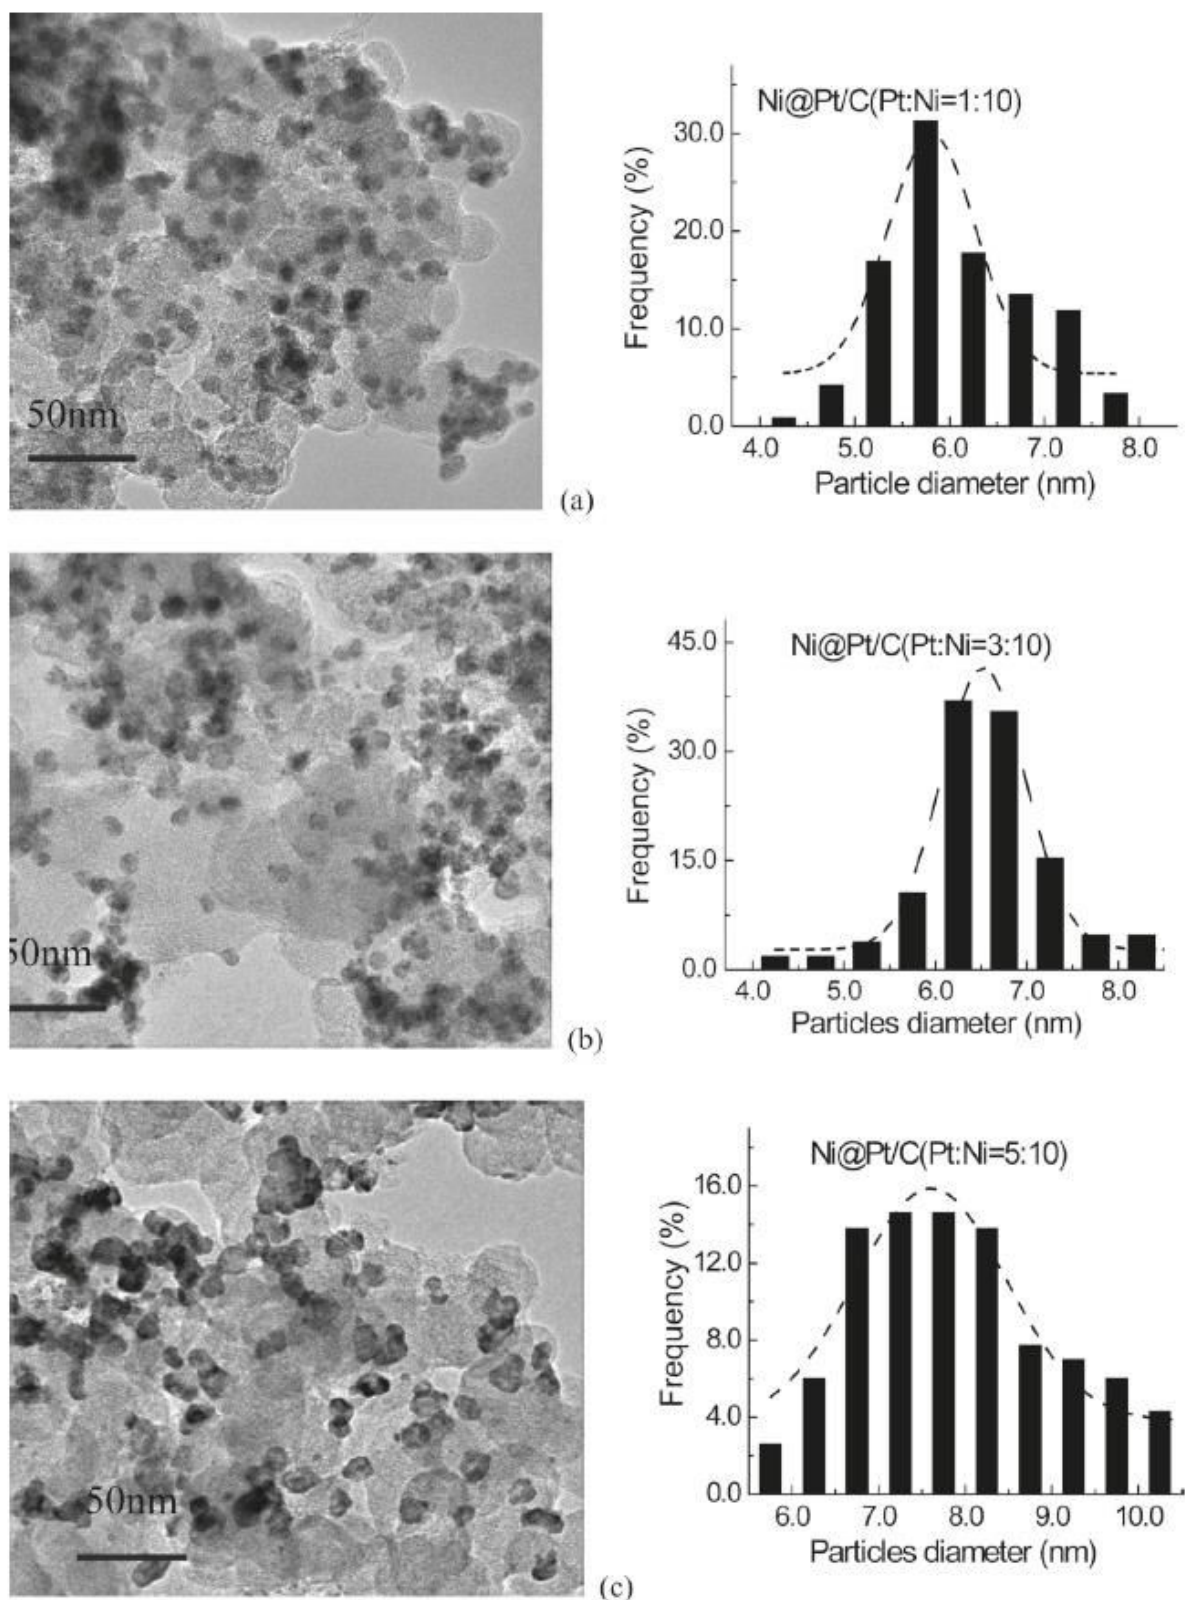 50nm
(a)
Ni@Pt/C(Pt:Ni=1:10)
Frequency (%)
30.0
20.0
10.0
0.0
4.0 5.0 6.0 7.0 8.0
Particle diameter (nm)
50nm
(b)
Ni@Pt/C(Pt:Ni=3:10)
Frequency (%)
45.0
30.0
15.0
0.0
4.0 5.0 6.0 7.0 8.0
Particles diameter (nm)
50nm
(c)
Ni@Pt/C(Pt:Ni=5:10)
Frequency (%)
16.0
12.0
8.0
4.0
0.0
6.0 7.0 8.0 9.0 10.0
Particles diameter (nm)